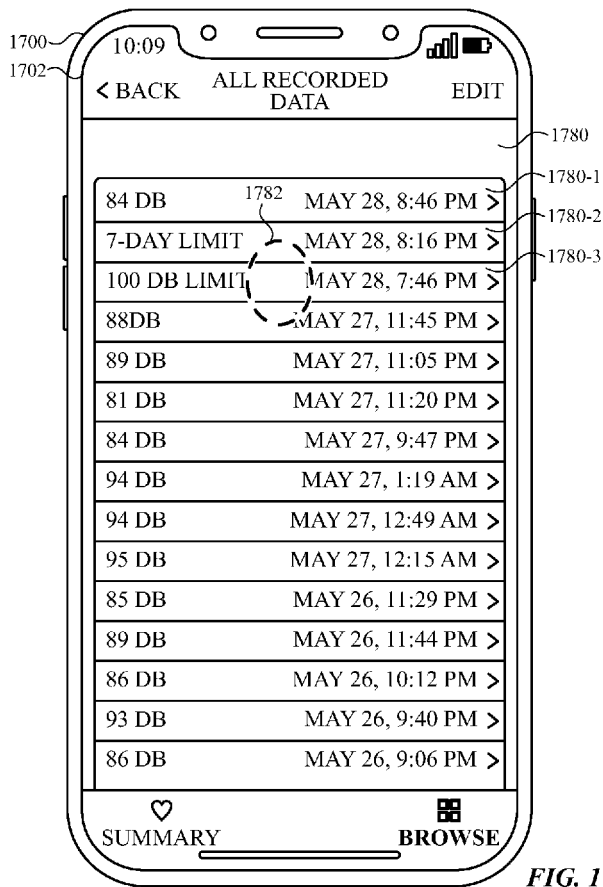 1700
10:09
1702
< BACK
ALL RECORDED
DATA
EDIT
1780
1780-1
84 DB MAY 28, 8:46 PM >
1782
1780-2
7-DAY LIMIT MAY 28, 8:16 PM >
1780-3
100 DB LIMIT MAY 28, 7:46 PM >
88DB MAY 27, 11:45 PM >
89 DB MAY 27, 11:05 PM >
81 DB MAY 27, 11:20 PM >
84 DB MAY 27, 9:47 PM >
94 DB MAY 27, 1:19 AM >
94 DB MAY 27, 12:49 AM >
95 DB MAY 27, 12:15 AM >
85 DB MAY 26, 11:29 PM >
89 DB MAY 26, 11:44 PM >
86 DB MAY 26, 10:12 PM >
93 DB MAY 26, 9:40 PM >
86 DB MAY 26, 9:06 PM >
SUMMARY
BROWSE
FIG. 1